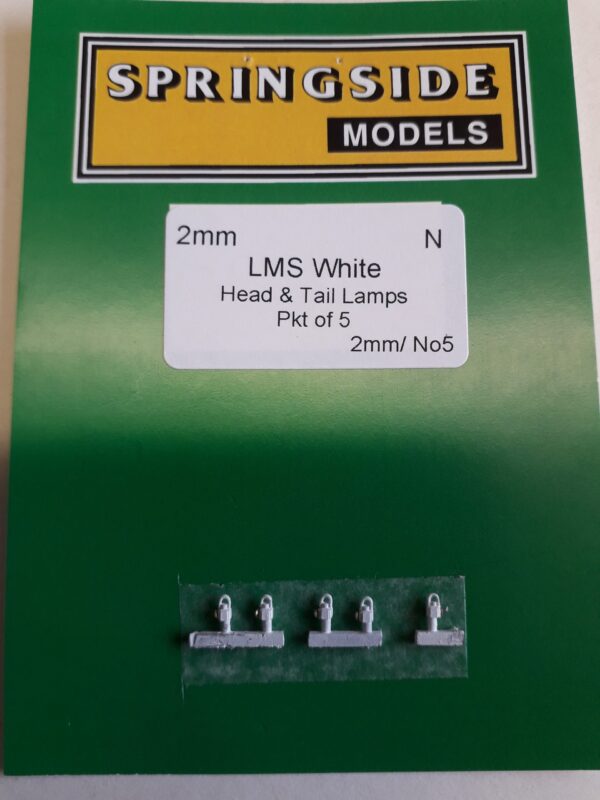 SPRINGSIDE
MODELS
2mm N
LMS White
Head & Tail Lamps
Pkt of 5
2mm/ No5